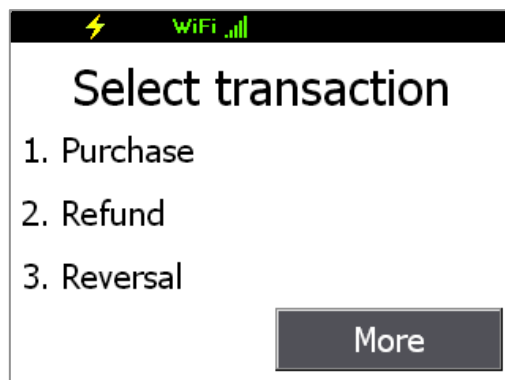 WiFi
Select transaction
1. Purchase
2. Refund
3. Reversal
More